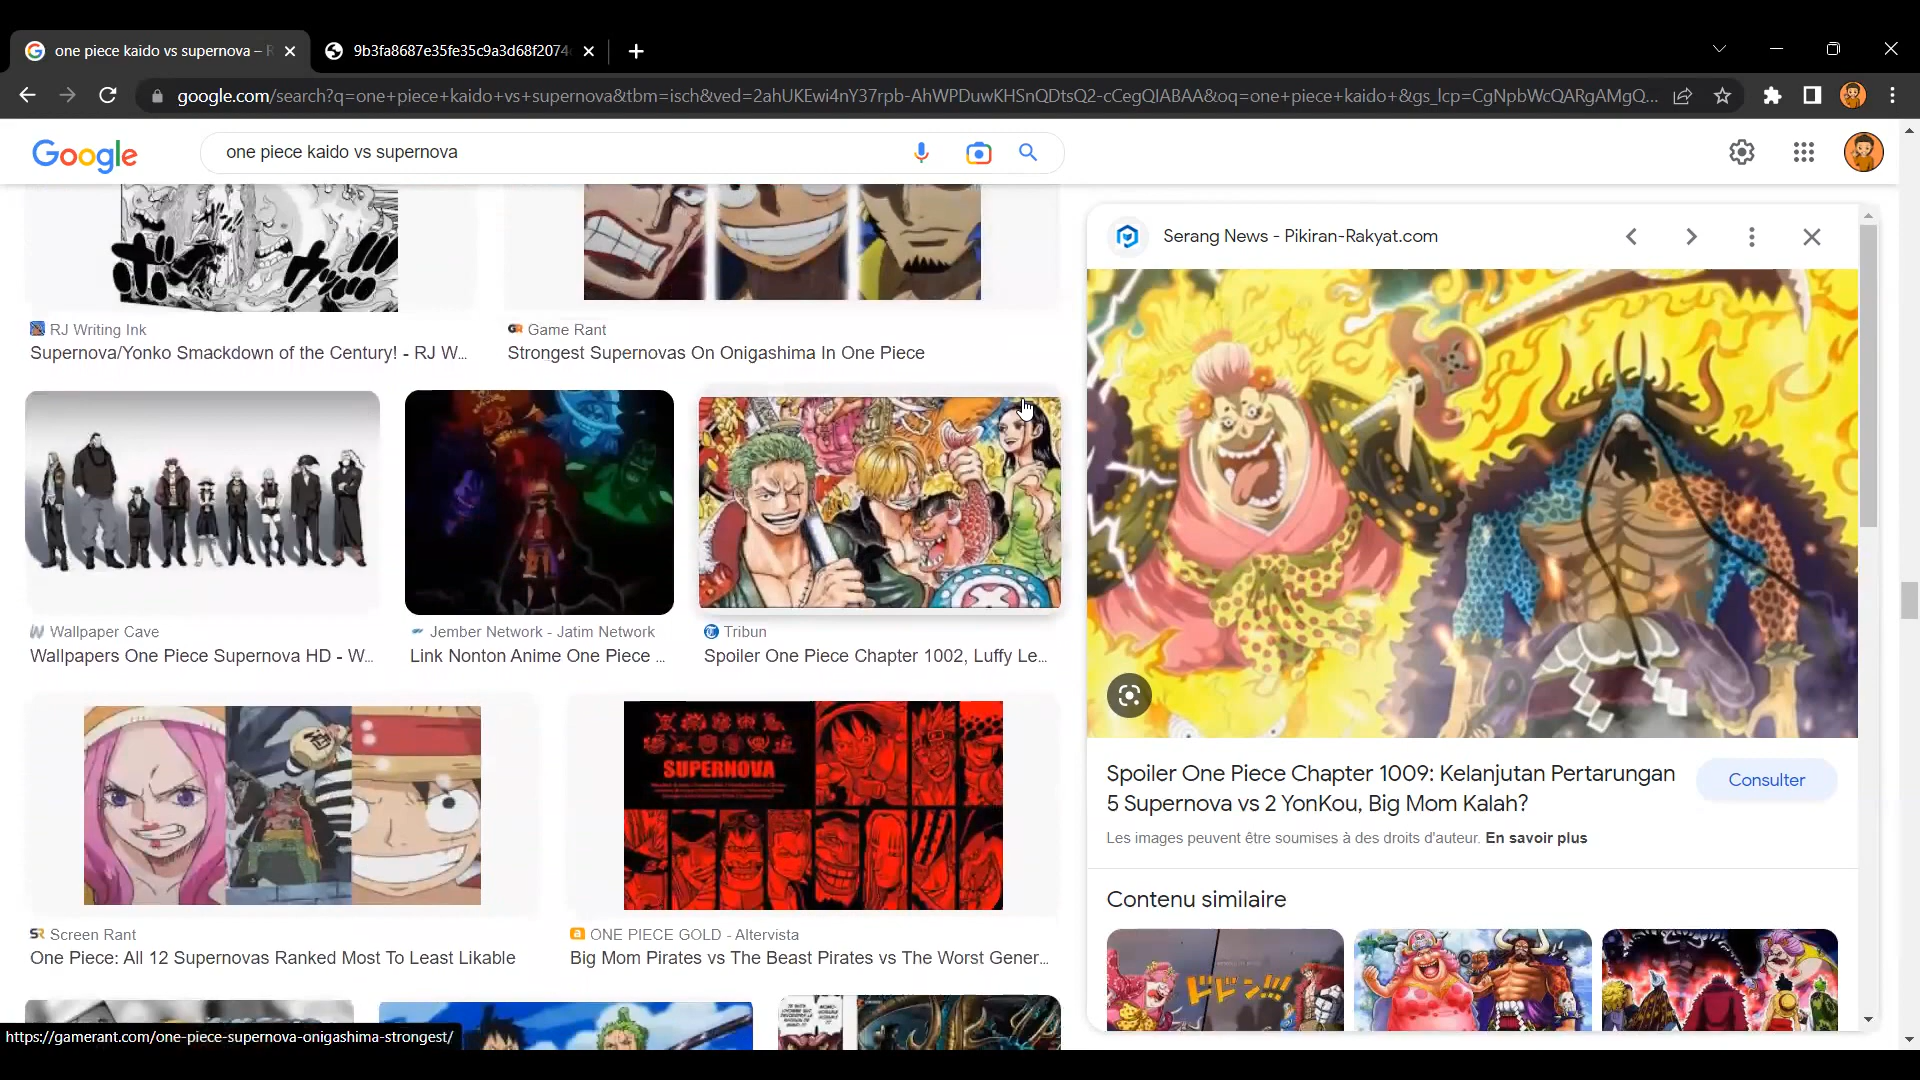 one piece kaido vs supernova – R
9b3fa8687e35fe35c9a3d68f2074
google.com/search?q=one+piece+kaido+vs+supernova&tbm=isch&ved=2ahUKEwi4nY37rpb-AhWPDuwKHSnQDtsQ2-cCegQIABAA&oq=one+piece+kaido+&gs_lcp=CgNpbWcQARgAMgQ...
Google
one piece kaido vs supernova
Serang News - Pikiran-Rakyat.com
RJ Writing Ink
Game Rant
Supernova/Yonko Smackdown of the Century! - RJ W...
Strongest Supernovas On Onigashima In One Piece
Wallpaper Cave
Jember Network - Jatim Network
Tribun
Wallpapers One Piece Supernova HD - W...
Link Nonton Anime One Piece ...
Spoiler One Piece Chapter 1002, Luffy Le...
SUPERNOVA
Spoiler One Piece Chapter 1009: Kelanjutan Pertarungan
5 Supernova vs 2 YonKou, Big Mom Kalah?
Consulter
Les images peuvent être soumises à des droits d'auteur. En savoir plus
Contenu similaire
ドドン!!!
Screen Rant
ONE PIECE GOLD - Altervista
One Piece: All 12 Supernovas Ranked Most To Least Likable
Big Mom Pirates vs The Beast Pirates vs The Worst Gener...
https://gamerant.com/one-piece-supernova-onigashima-strongest/